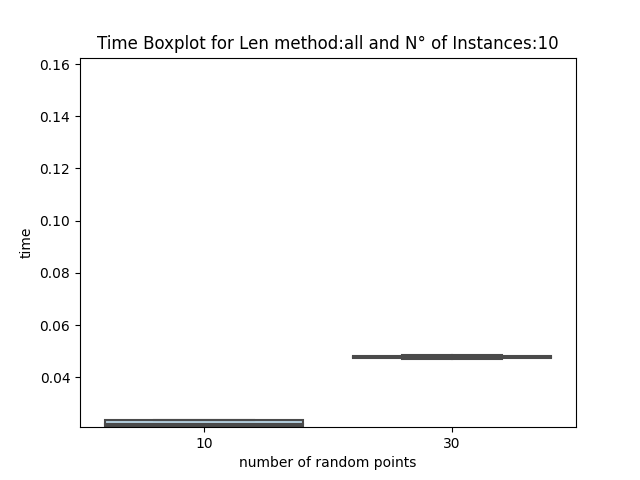 Time Boxplot for Len method:all and N° of Instances:10
0.16
0.14
0.12
0.10
0.08
0.06
0.04
time
10 30
number of random points